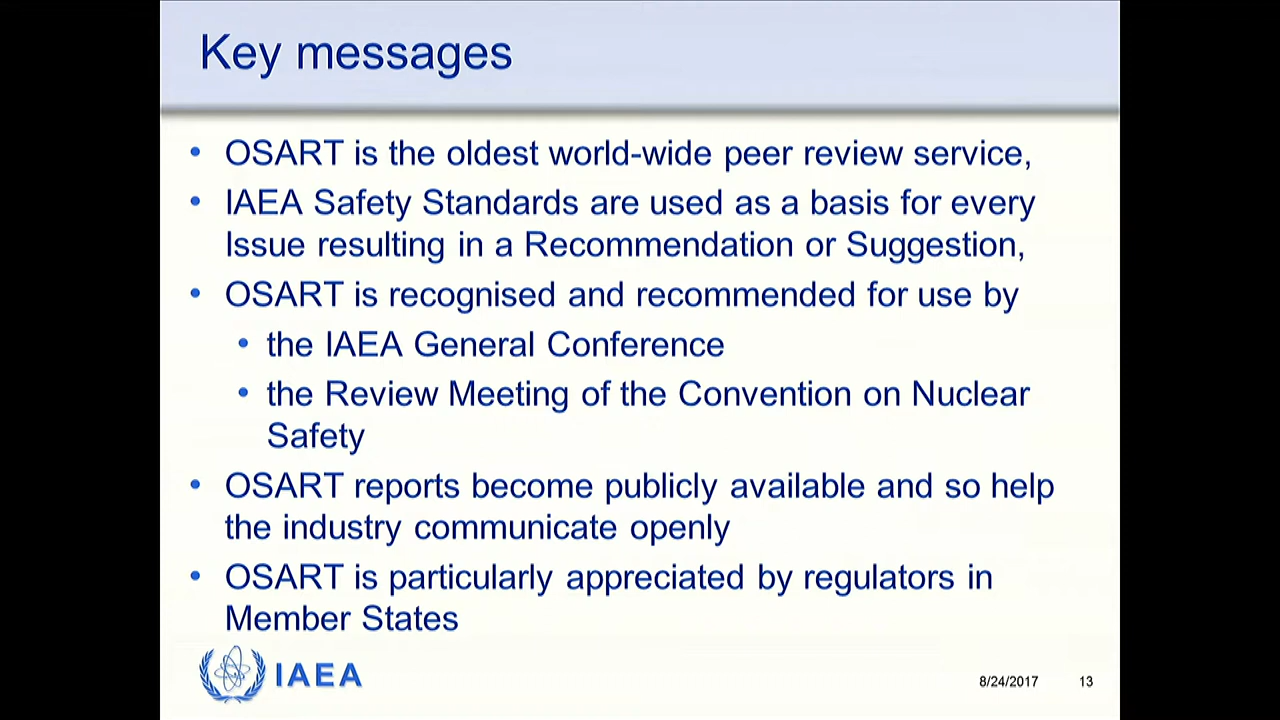 Key messages
• OSART is the oldest world-wide peer review service,
• IAEA Safety Standards are used as a basis for every
Issue resulting in a Recommendation or Suggestion,
• OSART is recognised and recommended for use by
• the IAEA General Conference
• the Review Meeting of the Convention on Nuclear
Safety
• OSART reports become publicly available and so help
the industry communicate openly
• OSART is particularly appreciated by regulators in
Member States
IAEA
8/24/2017 13